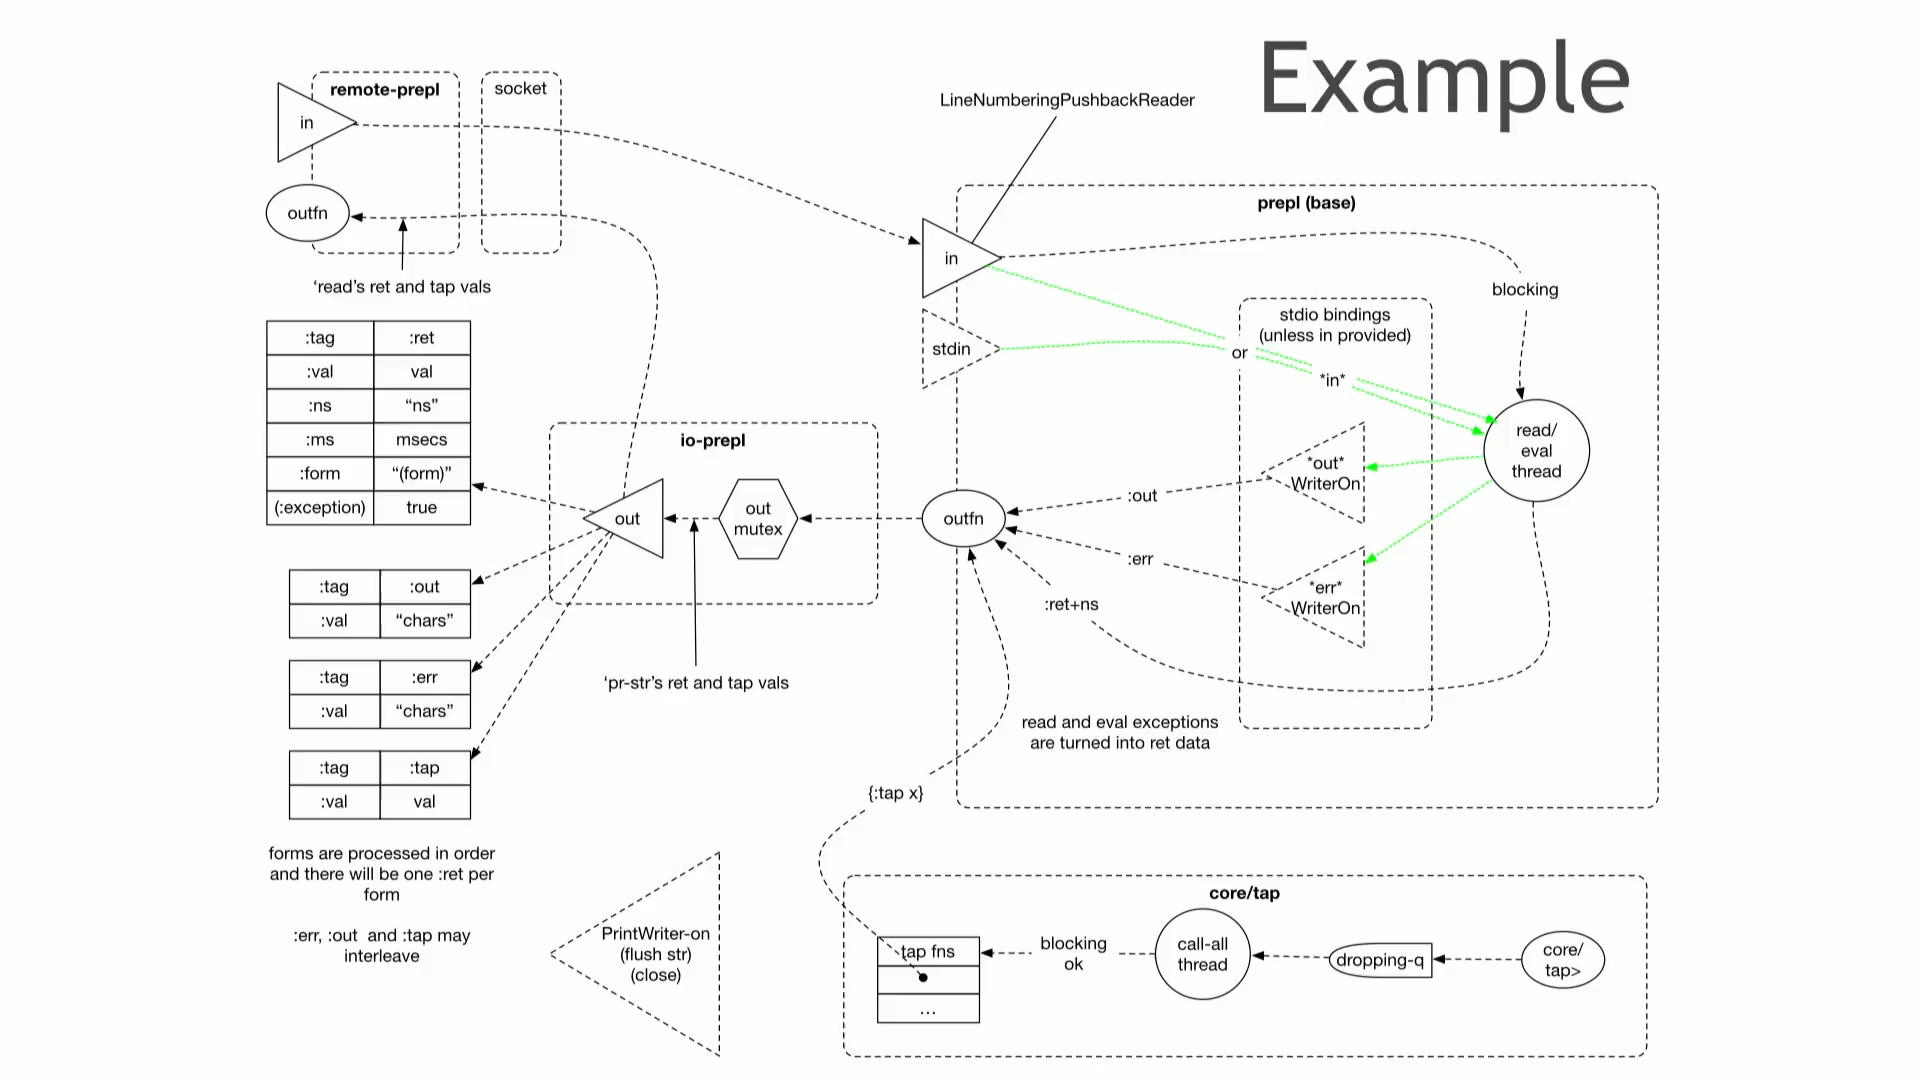 Example
remote-prepl
socket
in
outfn
‘read’s ret and tap vals
LineNumberingPushbackReader
prepl (base)
in
blocking
stdin
or
stdio bindings
(unless in provided)
*in*
read/
eval
thread
*out*
WriterOn
*err*
WriterOn
:out
:err
:ret+ns
outfn
read and eval exceptions
are turned into ret data
io-prepl
out
out
mutex
‘pr-str’s ret and tap vals
:tag :ret
:val val
:ns “ns”
:ms msecs
:form “(form)”
(:exception) true
:tag :out
:val “chars”
:tag :err
:val “chars”
:tag :tap
:val val
forms are processed in order
and there will be one :ret per
form
:err, :out and :tap may
interleave
PrintWriter-on
(flush str)
(close)
{:tap x}
core/tap
tap fns
...
blocking
ok
call-all
thread
dropping-q
core/
tap>